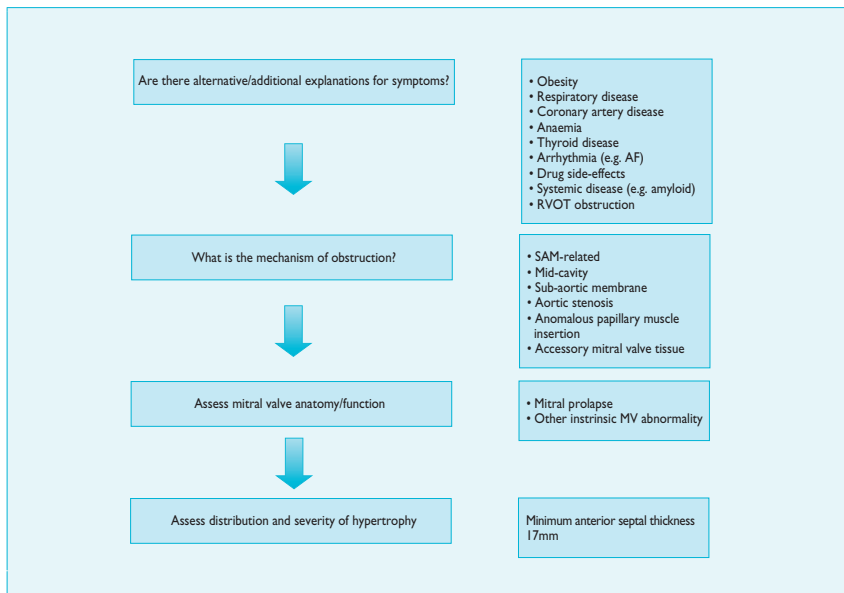 Are there alternative/additional explanations for symptoms?
• Obesity
• Respiratory disease
• Coronary artery disease
• Anaemia
• Thyroid disease
• Arrhythmia (e.g. AF)
• Drug side-effects
• Systemic disease (e.g. amyloid)
• RVOT obstruction
What is the mechanism of obstruction?
• SAM-related
• Mid-cavity
• Sub-aortic membrane
• Aortic stenosis
• Anomalous papillary muscle
insertion
• Accessory mitral valve tissue
Assess mitral valve anatomy/function
• Mitral prolapse
• Other instrinsic MV abnormality
Assess distribution and severity of hypertrophy
Minimum anterior septal thickness
17mm